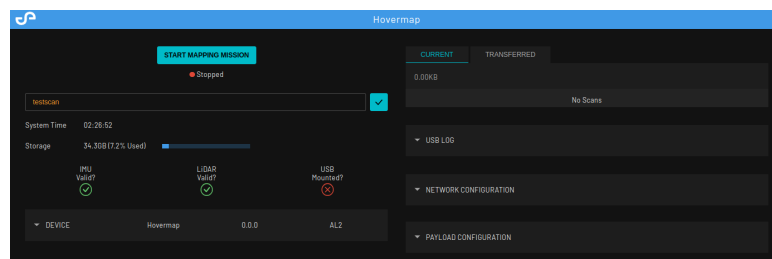 Hovermap
START MAPPING MISSION
Stopped
testscan
System Time 02:26:52
Storage 34.3GB (7.2% Used)
IMU Valid?
LiDAR Valid?
USB Mounted?
DEVICE Hovermap 0.0.0 AL2
CURRENT TRANSFERRED
0.00KB
No Scans
USB LOG
NETWORK CONFIGURATION
PAYLOAD CONFIGURATION